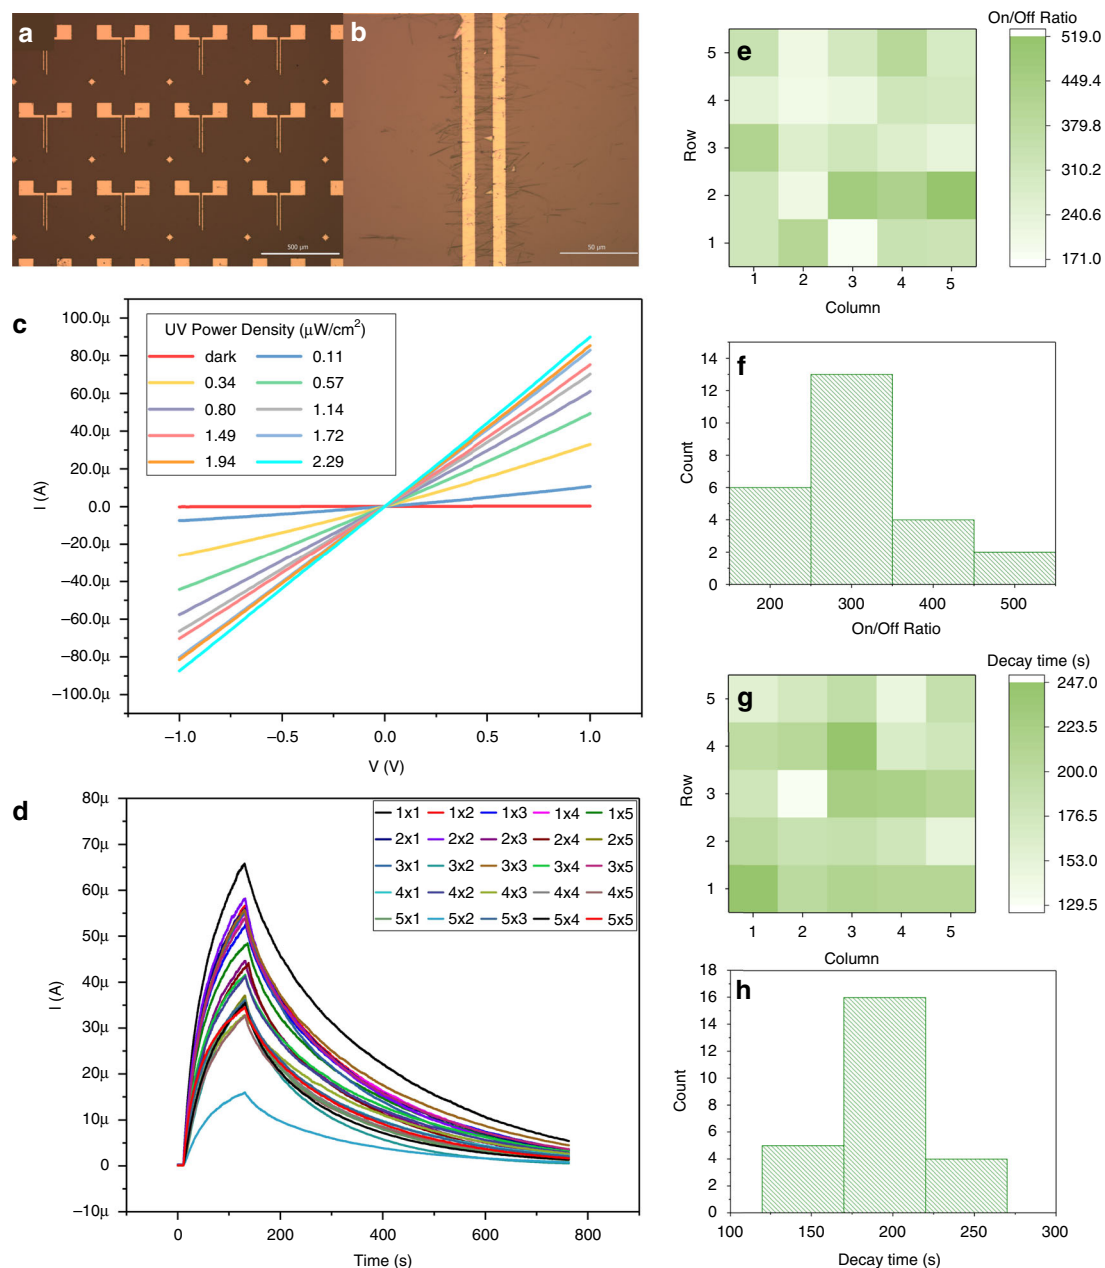 a
500 µm
b
50 µm
c
UV Power Density (µW/cm²)
dark 0.11
0.34 0.57
0.80 1.14
1.49 1.72
1.94 2.29
100.0µ
80.0µ
60.0µ
40.0µ
20.0µ
0.0
−20.0µ
−40.0µ
−60.0µ
−80.0µ
−100.0µ
I (A)
−1.0 −0.5 0.0 0.5 1.0
V (V)
d
1x1 1x2 1x3 1x4 1x5
2x1 2x2 2x3 2x4 2x5
3x1 3x2 3x3 3x4 3x5
4x1 4x2 4x3 4x4 4x5
5x1 5x2 5x3 5x4 5x5
80µ
70µ
60µ
50µ
40µ
30µ
20µ
10µ
0
−10µ
I (A)
0 200 400 600 800
Time (s)
On/Off Ratio
e
5
4
3
2
1
Row
1 2 3 4 5
Column
519.0
449.4
379.8
310.2
240.6
171.0
f
14
12
10
8
6
4
2
0
Count
200 300 400 500
On/Off Ratio
Decay time (s)
g
5
4
3
2
1
Row
1 2 3 4 5
Column
247.0
223.5
200.0
176.5
153.0
129.5
h
18
16
14
12
10
8
6
4
2
0
Count
100 150 200 250 300
Decay time (s)